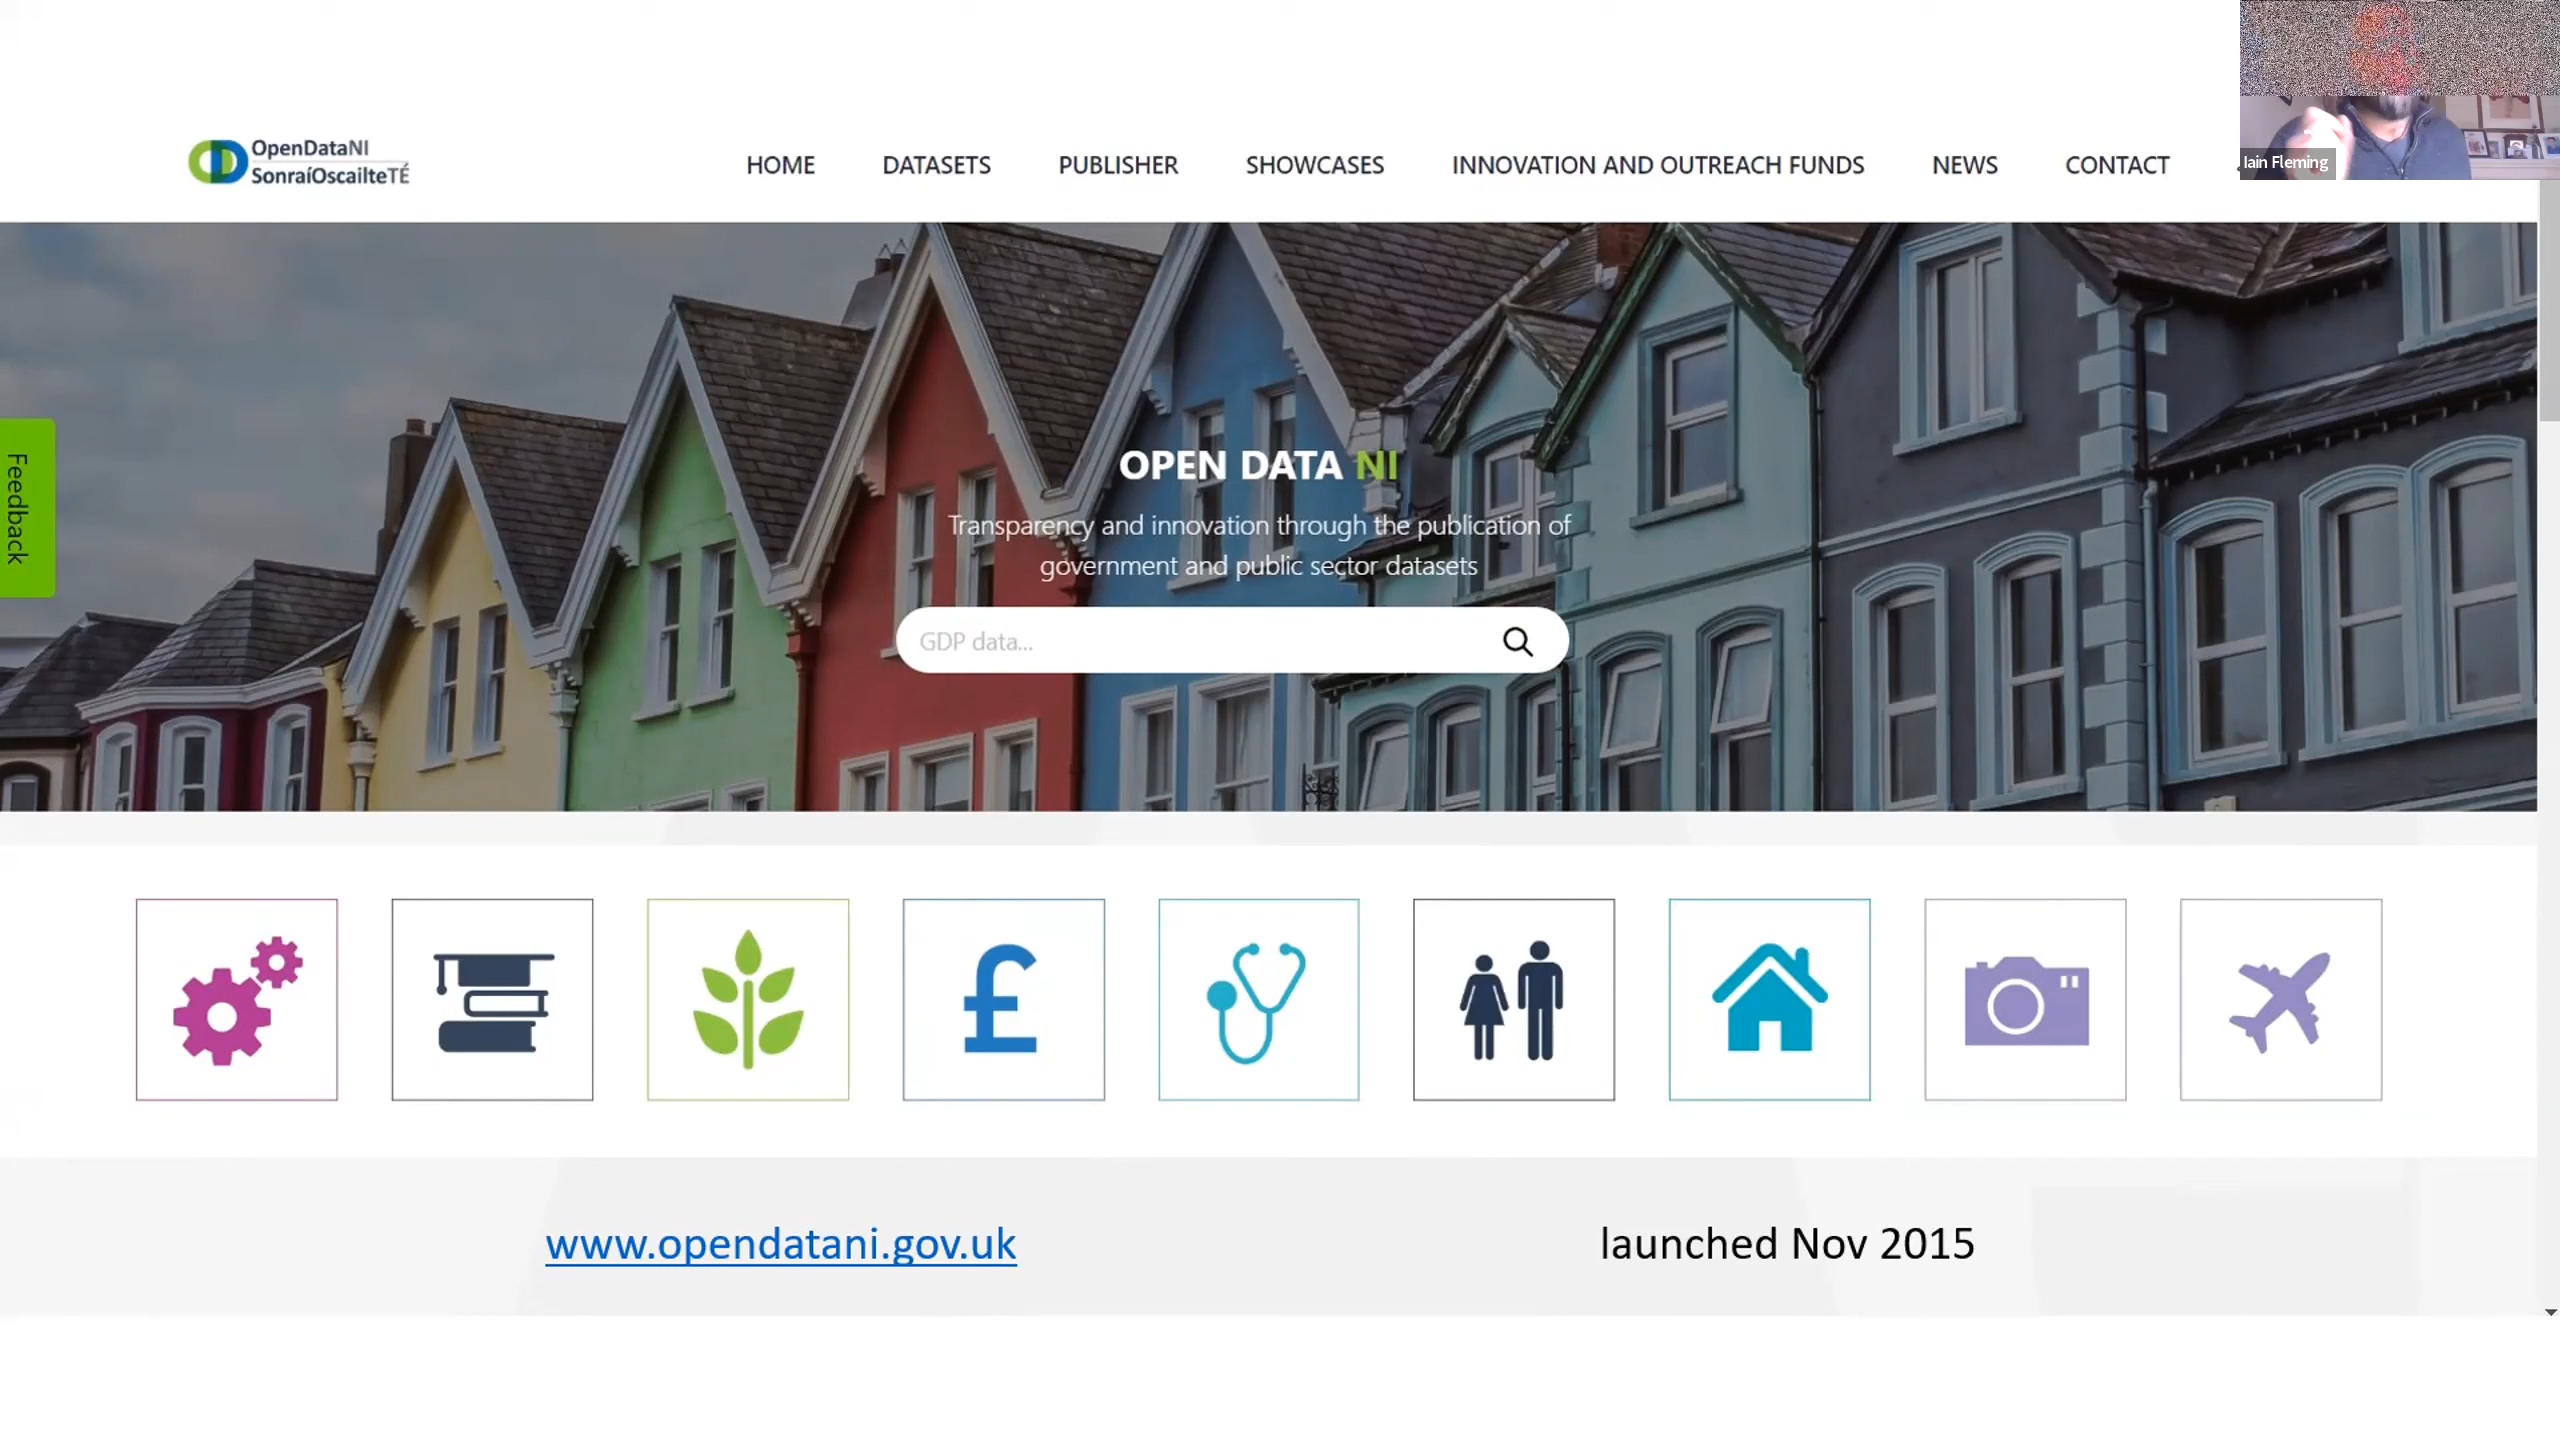 OpenDataNI
SonraíOscailteTÉ
HOME DATASETS PUBLISHER SHOWCASES INNOVATION AND OUTREACH FUNDS NEWS CONTACT
Iain Fleming
Feedback
OPEN DATA NI
Transparency and innovation through the publication of
government and public sector datasets
GDP data...
£
www.opendatani.gov.uk
launched Nov 2015